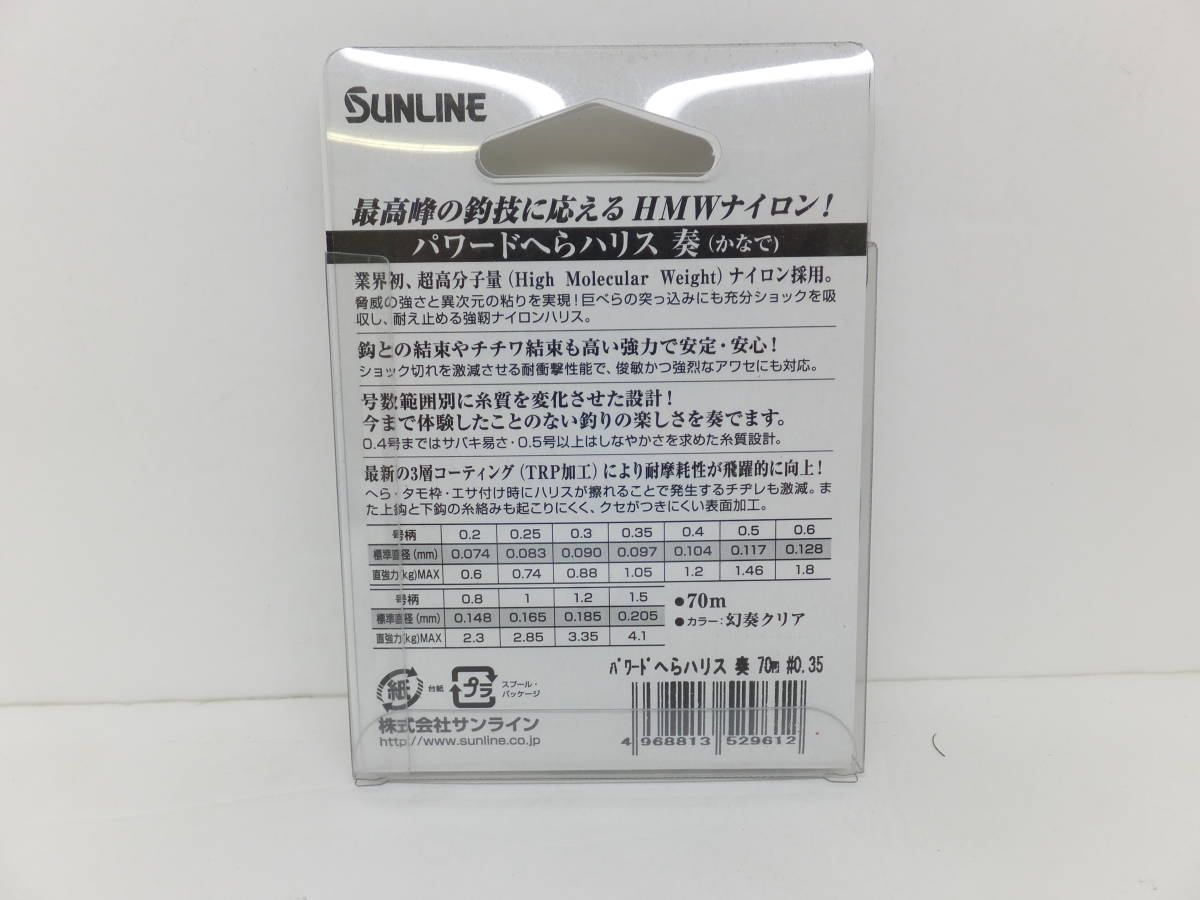 SUNLINE
最高峰の釣技に応えるHMWナイロン!
パワードへらハリス 奏(かなで)
業界初、超高分子量(High Molecular Weight)ナイロン採用。
脅威の強さと異次元の粘りを実現!巨べらの突っ込みにも充分ショックを吸
収し、耐え止める強靭ナイロンハリス。
鈎との結束やチチワ結束も高い強力で安定・安心!
ショック切れを激減させる耐衝撃性能で、俊敏かつ強烈なアワセにも対応。
号数範囲別に糸質を変化させた設計!
今まで体験したことのない釣りの楽しさを奏でます。
0.4号まではサバキ易さ・0.5号以上はしなやかさを求めた糸質設計。
最新の3層コーティング(TRP加工)により耐摩耗性が飛躍的に向上!
へら・タモ枠・エサ付け時にハリスが擦れることで発生するチヂレも激減。ま
た上鈎と下鈎の糸絡みも起こりにくく、クセがつきにくい表面加工。
号柄 0.2 0.25 0.3 0.35 0.4 0.5 0.6
標準直径(mm) 0.074 0.083 0.090 0.097 0.104 0.117 0.128
直強力(kg)MAX 0.6 0.74 0.88 1.05 1.2 1.46 1.8
号柄 0.8 1 1.2 1.5
標準直径(mm) 0.148 0.165 0.185 0.205
直強力(kg)MAX 2.3 2.85 3.35 4.1
●70m
●カラー:幻奏クリア
パワードへらハリス 奏 70m #0.35
紙 台紙 プラ スプール・
パッケージ
株式会社サンライン
http://www.sunline.co.jp
4 968813 529612